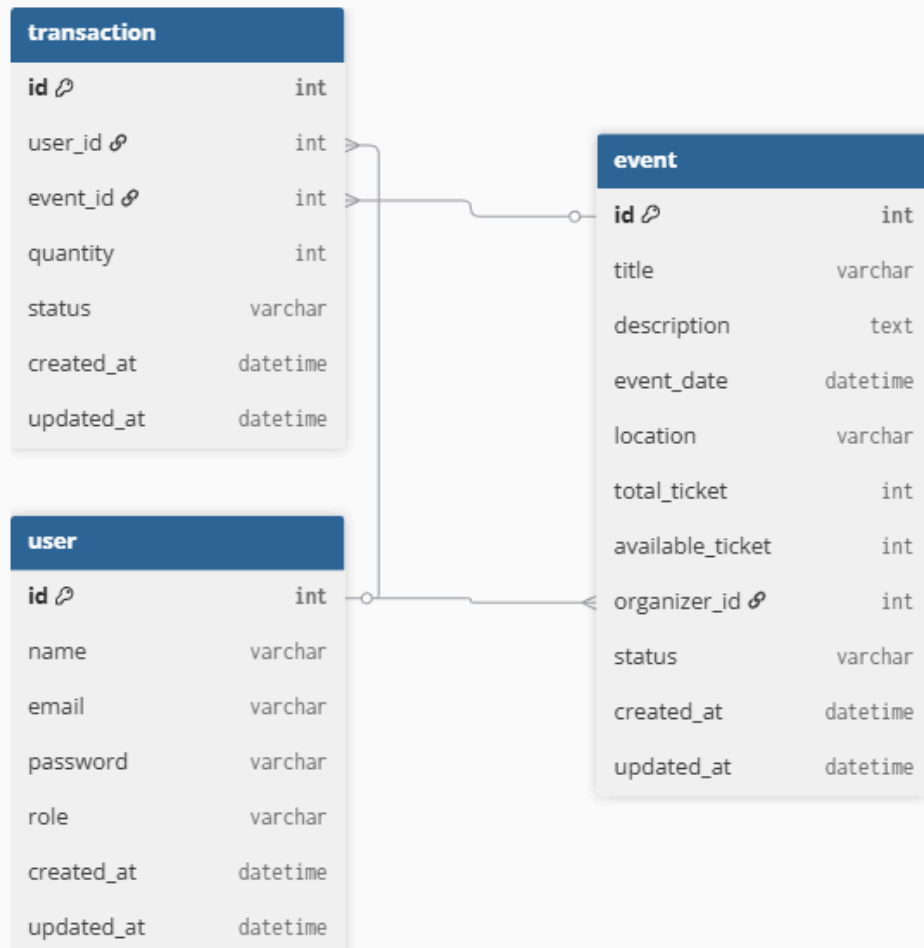 transaction
id int
user_id int
event_id int
quantity int
status varchar
created_at datetime
updated_at datetime
user
id int
name varchar
email varchar
password varchar
role varchar
created_at datetime
updated_at datetime
event
id int
title varchar
description text
event_date datetime
location varchar
total_ticket int
available_ticket int
organizer_id int
status varchar
created_at datetime
updated_at datetime